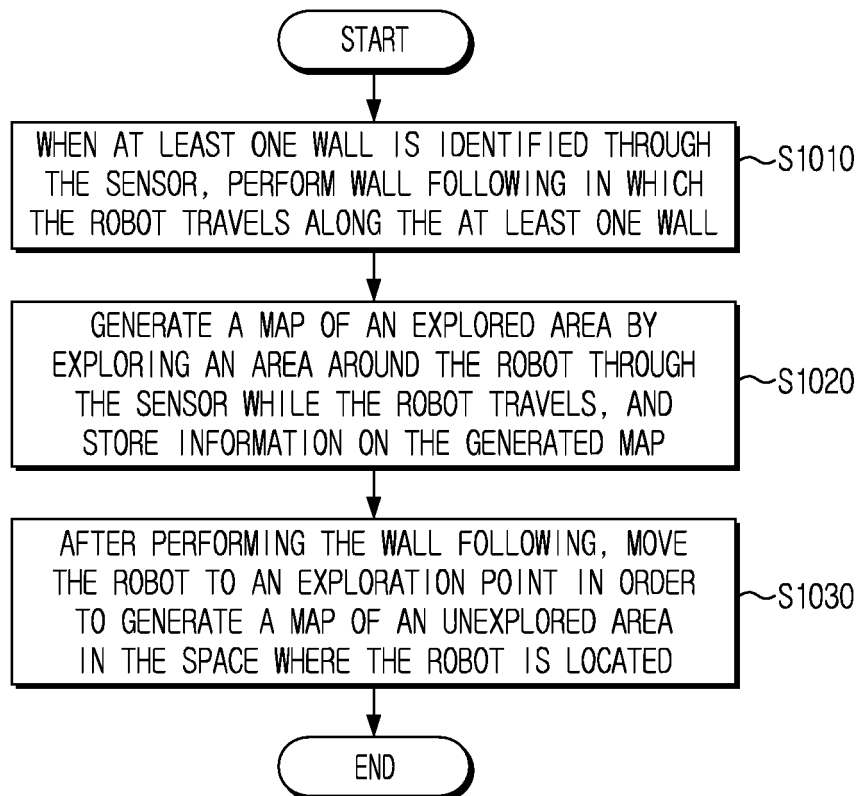 START
WHEN AT LEAST ONE WALL IS IDENTIFIED THROUGH
THE SENSOR, PERFORM WALL FOLLOWING IN WHICH
THE ROBOT TRAVELS ALONG THE AT LEAST ONE WALL
S1010
GENERATE A MAP OF AN EXPLORED AREA BY
EXPLORING AN AREA AROUND THE ROBOT THROUGH
THE SENSOR WHILE THE ROBOT TRAVELS, AND
STORE INFORMATION ON THE GENERATED MAP
S1020
AFTER PERFORMING THE WALL FOLLOWING, MOVE
THE ROBOT TO AN EXPLORATION POINT IN ORDER
TO GENERATE A MAP OF AN UNEXPLORED AREA
IN THE SPACE WHERE THE ROBOT IS LOCATED
S1030
END